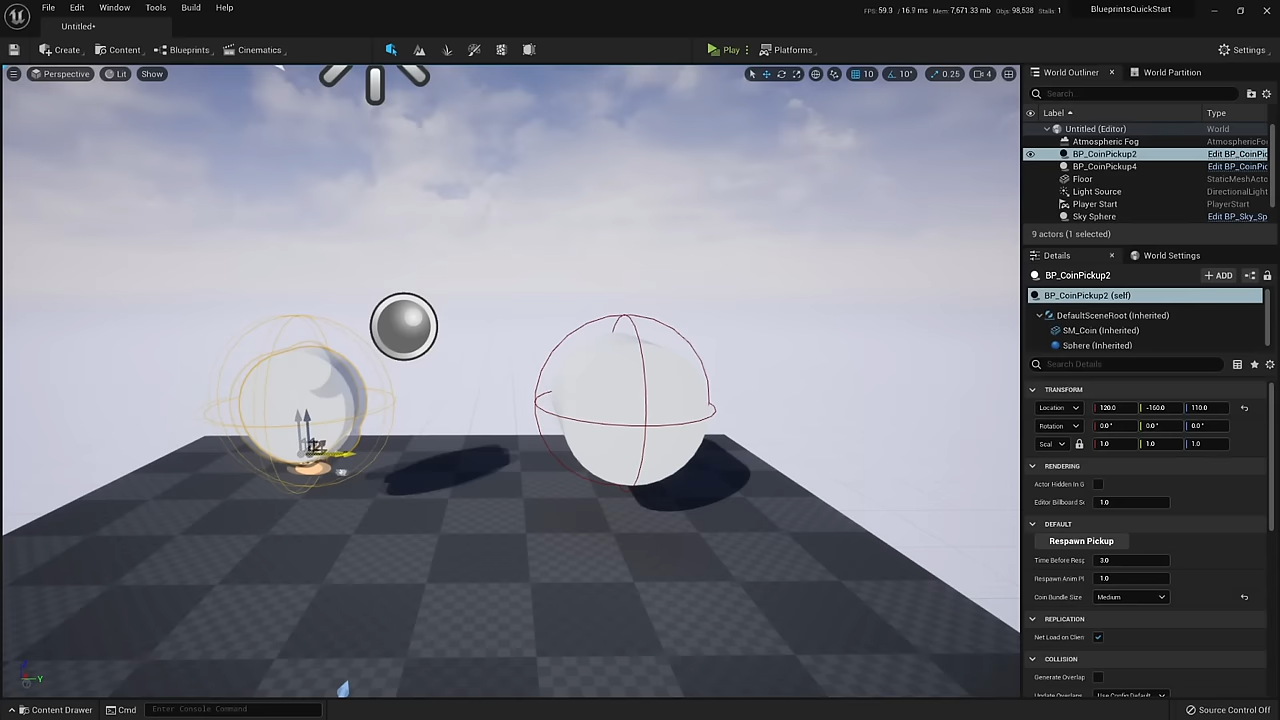 File Edit Window Tools Build Help
FPS: 59.9 / 16.7 ms Mem: 7,671.33 mb Objs: 98,538 Stalls: 1
BlueprintsQuickStart
Untitled•
Create Content Blueprints Cinematics
Play Platforms
Settings
Perspective Lit Show
10 10° 0.25 4
World Outliner World Partition
Search...
Label Type
Untitled (Editor) World
Atmospheric Fog AtmosphericFo
BP_CoinPickup2 Edit BP_CoinPic
BP_CoinPickup4 Edit BP_CoinPic
Floor StaticMeshActo
Light Source DirectionalLight
Player Start PlayerStart
Sky Sphere Edit BP_Sky_Sp
9 actors (1 selected)
Details World Settings
BP_CoinPickup2 + ADD
BP_CoinPickup2 (self)
DefaultSceneRoot (Inherited)
SM_Coin (Inherited)
Sphere (Inherited)
Search Details
TRANSFORM
Location 120.0 -160.0 110.0
Rotation 0.0° 0.0° 0.0°
Scal 1.0 1.0 1.0
RENDERING
Actor Hidden In G
Editor Billboard Sc 1.0
DEFAULT
Respawn Pickup
Time Before Resp 3.0
Respawn Anim Pl 1.0
Coin Bundle Size Medium
REPLICATION
Net Load on Clien
COLLISION
Generate Overlap
Update Overlaps Use Config Default
Y
Content Drawer Cmd Enter Console Command
Source Control Off